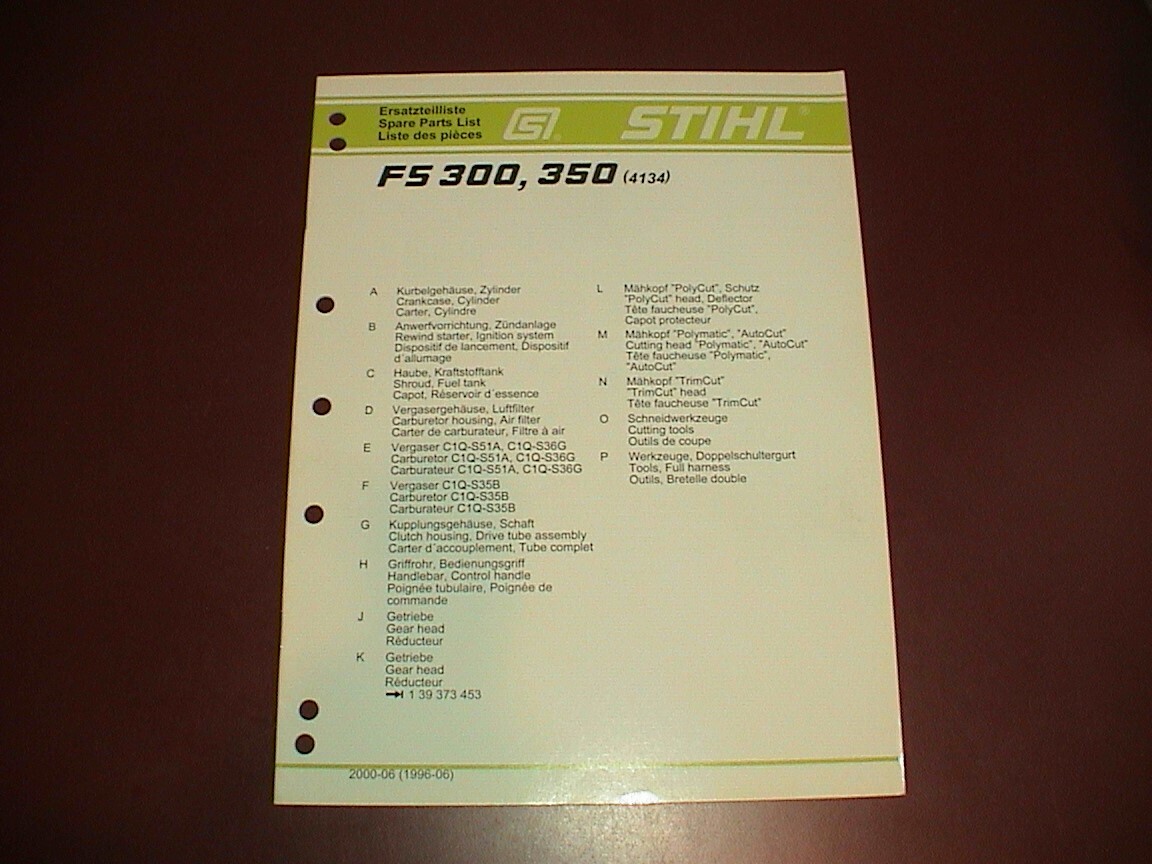 Ersatzteilliste
Spare Parts List
Liste des pièces
STIHL®
FS 300, 350 (4134)
A Kurbelgehäuse, Zylinder
Crankcase, Cylinder
Carter, Cylindre
B Anwerfvorrichtung, Zündanlage
Rewind starter, Ignition system
Dispositif de lancement, Dispositif
d´allumage
C Haube, Kraftstofftank
Shroud, Fuel tank
Capot, Réservoir d´essence
D Vergasergehäuse, Luftfilter
Carburetor housing, Air filter
Carter de carburateur, Filtre à air
E Vergaser C1Q-S51A, C1Q-S36G
Carburetor C1Q-S51A, C1Q-S36G
Carburateur C1Q-S51A, C1Q-S36G
F Vergaser C1Q-S35B
Carburetor C1Q-S35B
Carburateur C1Q-S35B
G Kupplungsgehäuse, Schaft
Clutch housing, Drive tube assembly
Carter d´accouplement, Tube complet
H Griffrohr, Bedienungsgriff
Handlebar, Control handle
Poignée tubulaire, Poignée de
commande
J Getriebe
Gear head
Réducteur
K Getriebe
Gear head
Réducteur
1 39 373 453
L Mähkopf "PolyCut", Schutz
"PolyCut" head, Deflector
Tête faucheuse "PolyCut",
Capot protecteur
M Mähkopf "Polymatic", "AutoCut"
Cutting head "Polymatic", "AutoCut"
Tête faucheuse "Polymatic",
"AutoCut"
N Mähkopf "TrimCut"
"TrimCut" head
Tête faucheuse "TrimCut"
O Schneidwerkzeuge
Cutting tools
Outils de coupe
P Werkzeuge, Doppelschultergurt
Tools, Full harness
Outils, Bretelle double
2000-06 (1996-06)